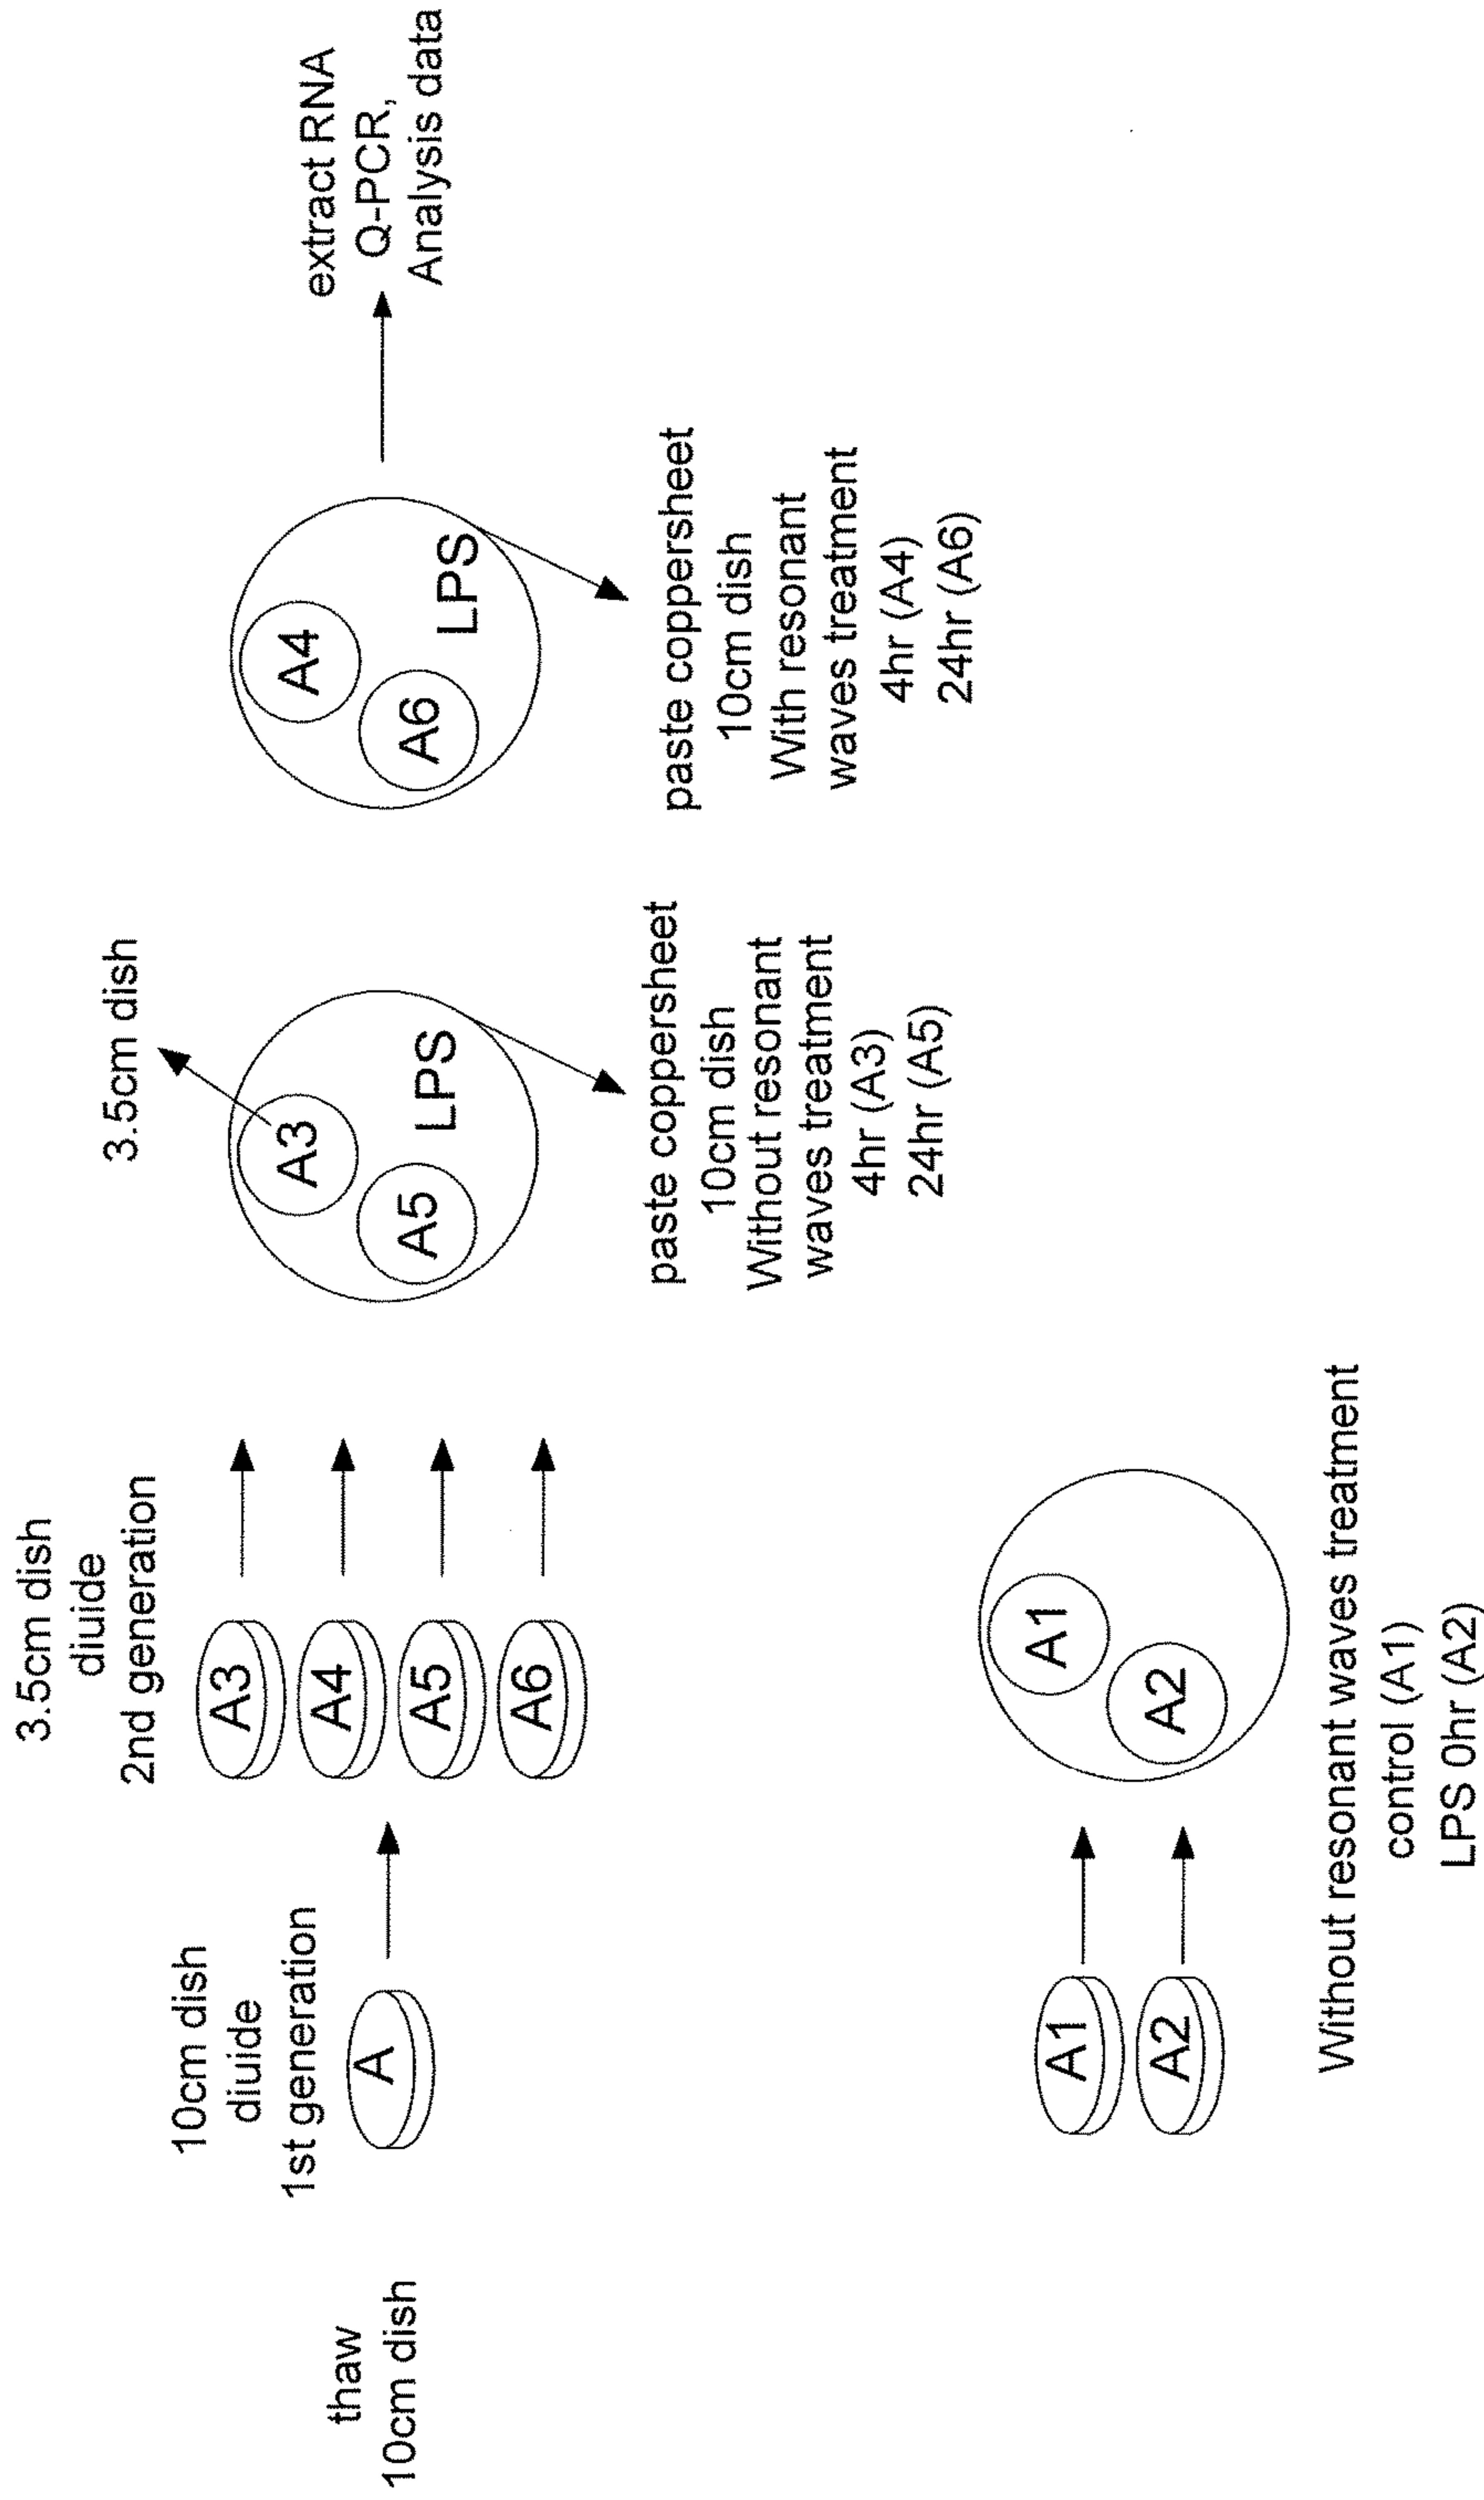 thaw
10cm dish
10cm dish
diuide
1st generation
A
3.5cm dish
diuide
2nd generation
A3
A4
A5
A6
3.5cm dish
A3
A5
LPS
paste coppersheet
10cm dish
Without resonant
waves treatment
4hr (A3)
24hr (A5)
A4
A6
LPS
paste coppersheet
10cm dish
With resonant
waves treatment
4hr (A4)
24hr (A6)
extract RNA
Q-PCR,
Analysis data
A1
A2
A1
A2
Without resonant waves treatment
control (A1)
LPS 0hr (A2)